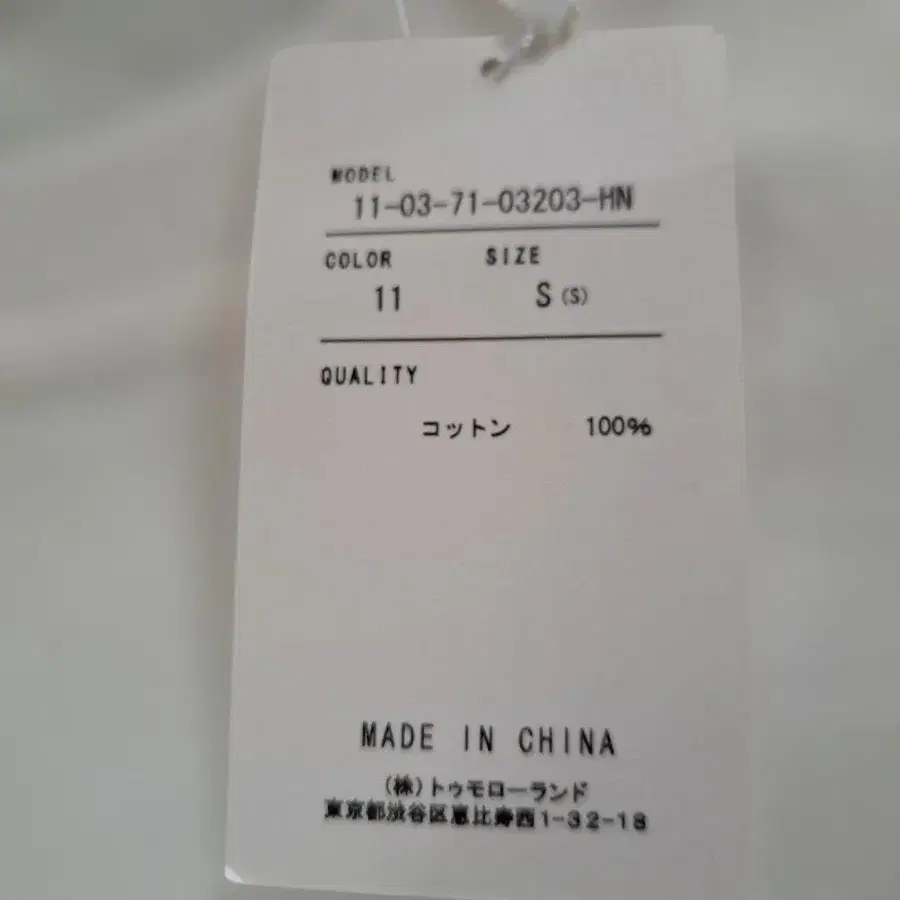 MODEL
11-03-71-03203-HN
COLOR SIZE
11 S (S)
QUALITY
コットン 100%
MADE IN CHINA
(株)トゥモローランド
東京都渋谷区恵比寿西1-32-18